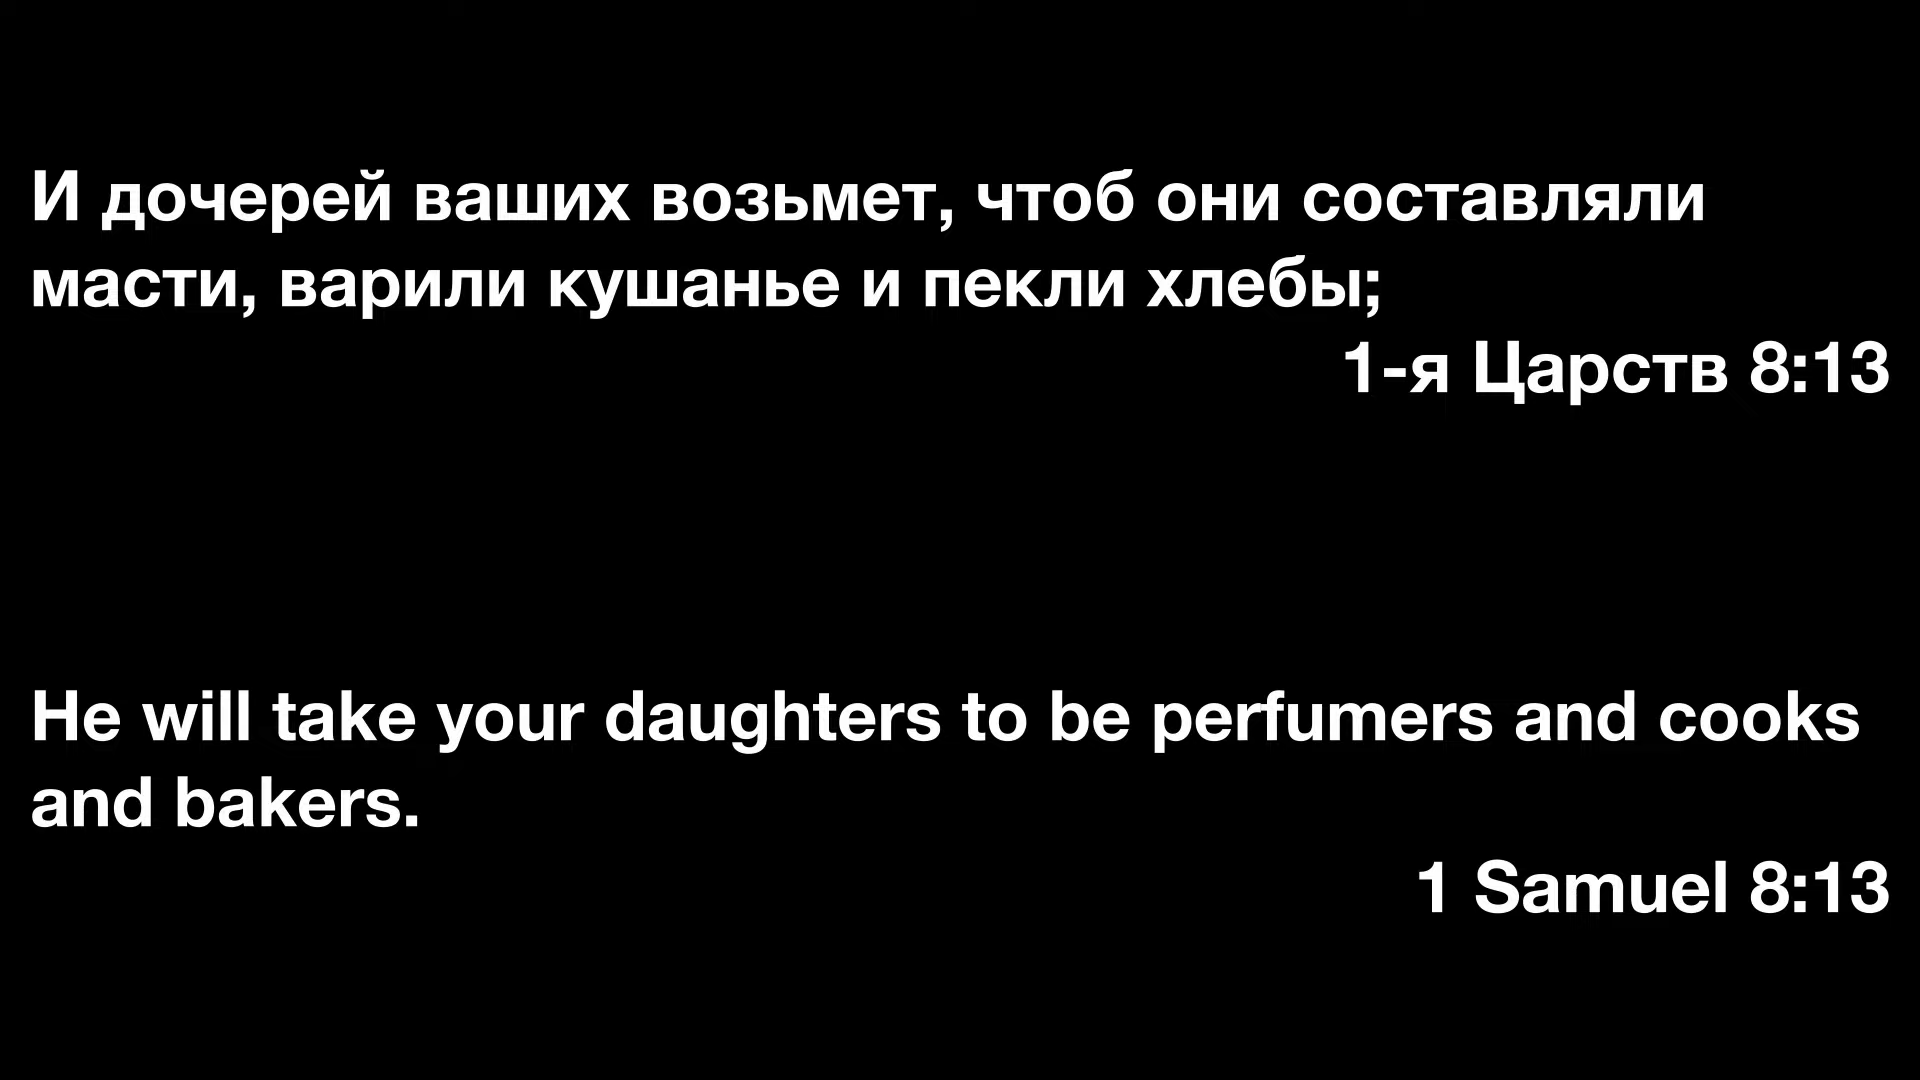 И дочерей ваших возьмет, чтоб они составляли
масти, варили кушанье и пекли хлебы;
1-я Царств 8:13
He will take your daughters to be perfumers and cooks
and bakers.
1 Samuel 8:13